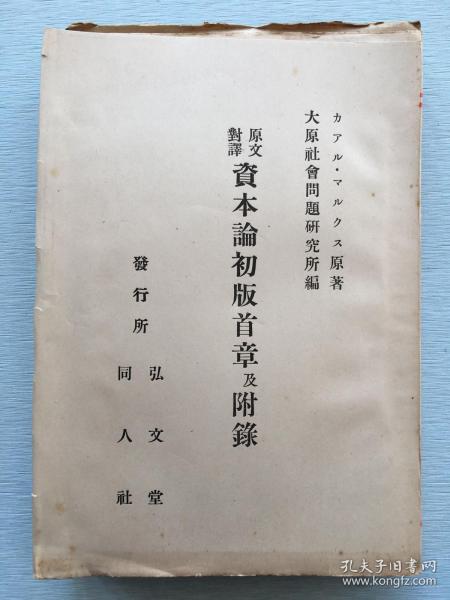 カアル・マルクス原著
大原社會問題研究所編
原文對譯 資本論初版首章及附錄
發行所
弘文堂
同人社
孔夫子旧书网
www.kongfz.com